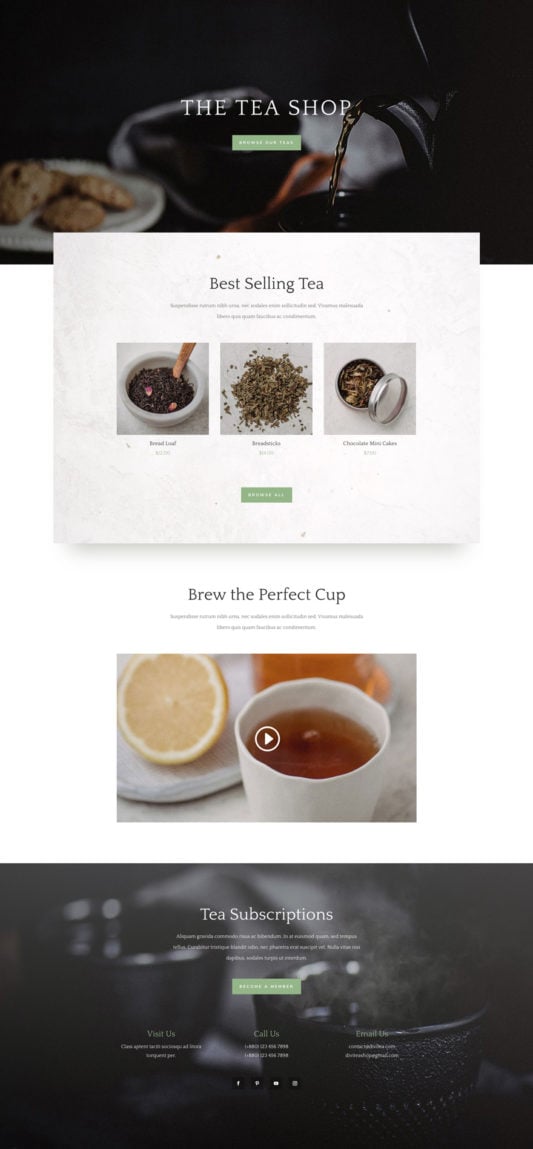 THE TEA SHOP
BROWSE OUR TEAS
Best Selling Tea
Suspendisse rutrum nibh urna, nec sodales enim sollicitudin sed. Vivamus malesuada
libero quis quam faucibus ac condimentum.
Bread Loaf
$12.00
Breadsticks
$14.00
Chocolate Mini Cakes
$7.00
BROWSE ALL
Brew the Perfect Cup
Suspendisse rutrum nibh urna, nec sodales enim sollicitudin sed. Vivamus malesuada
libero quis quam faucibus ac condimentum.
Tea Subscriptions
Aliquam gravida commodo risus ac bibendum. In at euismod quam, sed tempus
tellus. Curabitur tristique blandit odio, nec pharetra erat suscipit vel. Nulla vitae nisi
dapibus, sodales turpis ut interdum.
BECOME A MEMBER
Visit Us
Class aptent taciti sociosqu ad litora
torquent per.
Call Us
(+880) 123 456 7898
(+880) 123 456 7898
Email Us
contact@divitea.com
diviteashop@gmail.com